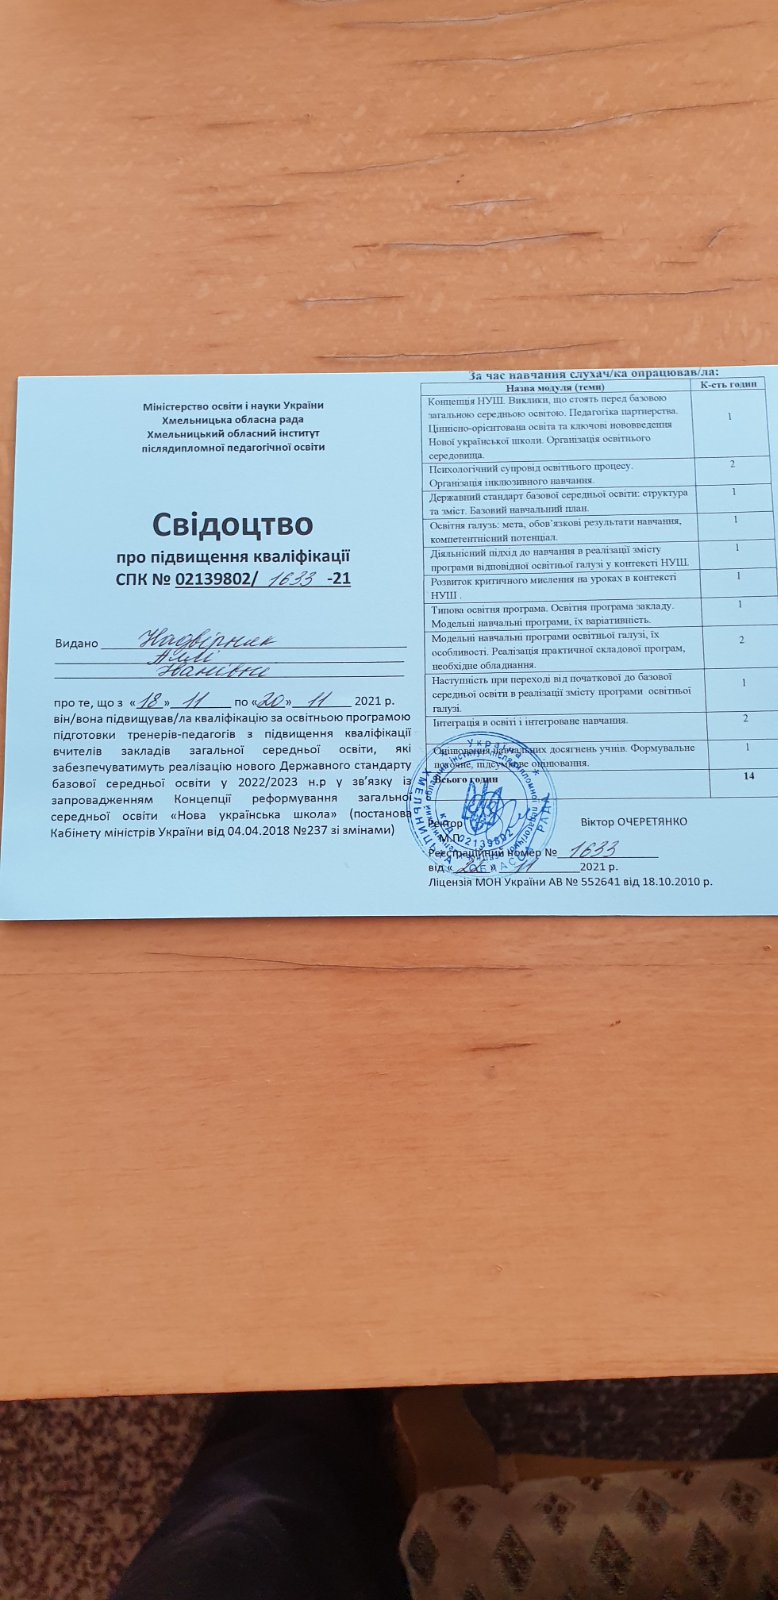 Міністерство освіти і науки України
Хмельницька обласна рада
Хмельницький обласний інститут
післядипломної педагогічної освіти
Свідоцтво
про підвищення кваліфікації
СПК № 02139802/ 1633 -21
Видано Надвірняк
Аллі
Іванівні
про те, що з «18» 11 по «20» 11 2021 р.
він/вона підвищував/ла кваліфікацію за освітньою програмою
підготовки тренерів-педагогів з підвищення кваліфікації
вчителів закладів загальної середньої освіти, які
забезпечуватимуть реалізацію нового Державного стандарту
базової середньої освіти у 2022/2023 н.р у зв’язку із
запровадженням Концепції реформування загальної
середньої освіти «Нова українська школа» (постанова
Кабінету міністрів України від 04.04.2018 №237 зі змінами)
За час навчання слухач/ка опрацював/ла:
Назва модуля (теми) К-сть годин
Концепція НУШ. Виклики, що стоять перед базовою
загальною середньою освітою. Педагогіка партнерства.
Ціннісно-орієнтована освіта та ключові нововведення
Нової української школи. Організація освітнього
середовища.
1
Психологічний супровід освітнього процесу.
Організація інклюзивного навчання.
2
Державний стандарт базової середньої освіти: структура
та зміст. Базовий навчальний план.
1
Освітня галузь: мета, обов’язкові результати навчання,
компетентнісний потенціал.
1
Діяльнісний підхід до навчання в реалізації змісту
програми відповідної освітньої галузі у контексті НУШ.
1
Розвиток критичного мислення на уроках в контексті
НУШ .
1
Типова освітня програма. Освітня програма закладу.
Модельні навчальні програми, їх варіативність.
1
Модельні навчальні програми освітньої галузі, їх
особливості. Реалізація практичної складової програм,
необхідне обладнання.
2
Наступність при переході від початкової до базової
середньої освіти в реалізації змісту програми освітньої
галузі.
1
Інтеграція в освіті і інтегроване навчання.
2
Оцінювання навчальних досягнень учнів. Формувальне
поточне, підсумкове оцінювання.
1
Всього годин 14
Ректор Віктор ОЧЕРЕТЯНКО
М.П.
Реєстраційний номер № 1633
від « » 11 2021 р.
Ліцензія МОН України АВ № 552641 від 18.10.2010 р.
Україна
код 02139802